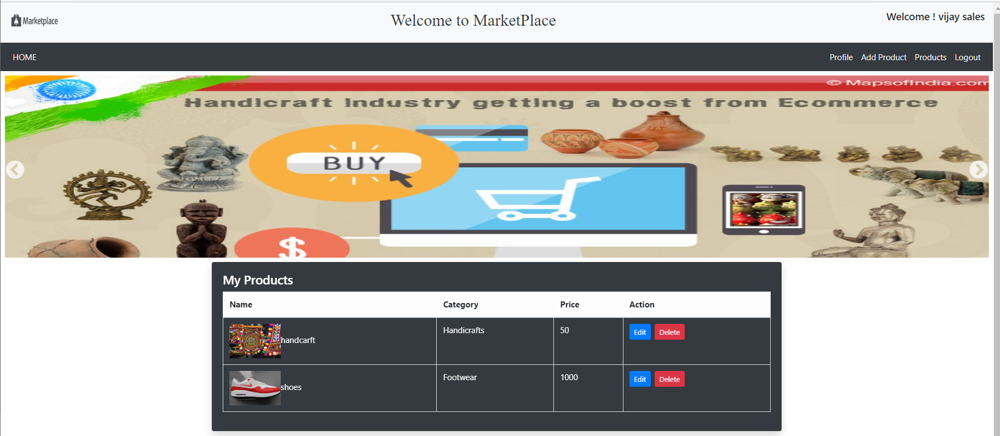 Marketplace
Welcome to MarketPlace
Welcome ! vijay sales
HOME
Profile Add Product Products Logout
© MapsofIndia.com
Handicraft Industry getting a boost from Ecommerce
BUY
$
My Products
Name Category Price Action
handcarft Handicrafts 50 Edit Delete
shoes Footwear 1000 Edit Delete